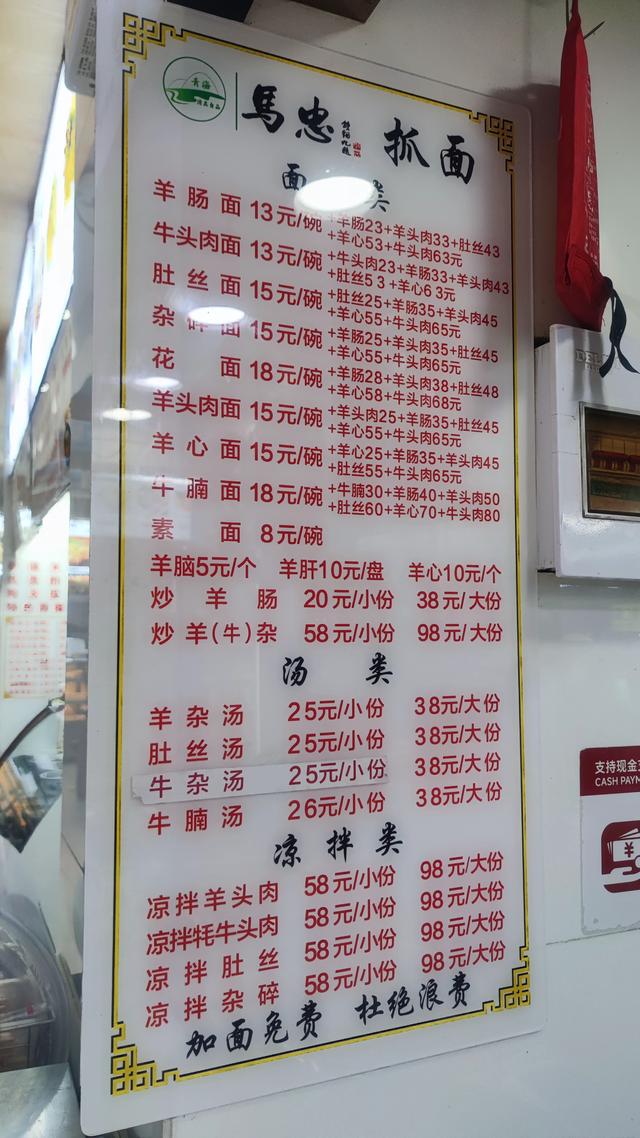 青海
馬忠 抓面
面 类
羊肠面 13元/碗 +羊肠23+羊头肉33+肚丝43
+羊心53+牛头肉63元
牛头肉面 13元/碗 +牛头肉23+羊肠33+羊头肉43
+肚丝53+羊心63元
肚丝面 15元/碗 +肚丝25+羊肠35+羊头肉45
+羊心55+牛头肉65元
杂碎面 15元/碗 +羊肠25+羊头肉35+肚丝45
+羊心55+牛头肉65元
花面 18元/碗 +羊肠28+羊头肉38+肚丝48
+羊心58+牛头肉68元
羊头肉面 15元/碗 +羊头肉25+羊肠35+肚丝45
+羊心55+牛头肉65元
羊心面 15元/碗 +羊心25+羊肠35+羊头肉45
+肚丝55+牛头肉65元
牛腩面 18元/碗 +牛腩30+羊肠40+羊头肉50
+肚丝60+羊心70+牛头肉80
素面 8元/碗
羊脑5元/个 羊肝10元/盘 羊心10元/个
炒羊肠 20元/小份 38元/大份
炒羊(牛)杂 58元/小份 98元/大份
汤 类
羊杂汤 25元/小份 38元/大份
肚丝汤 25元/小份 38元/大份
牛杂汤 25元/小份 38元/大份
牛腩汤 26元/小份 38元/大份
凉拌类
凉拌羊头肉 58元/小份 98元/大份
凉拌牦牛头肉 58元/小份 98元/大份
凉拌肚丝 58元/小份 98元/大份
凉拌杂碎 58元/小份 98元/大份
加面免费 杜绝浪费
支持现金
CASH PAYM